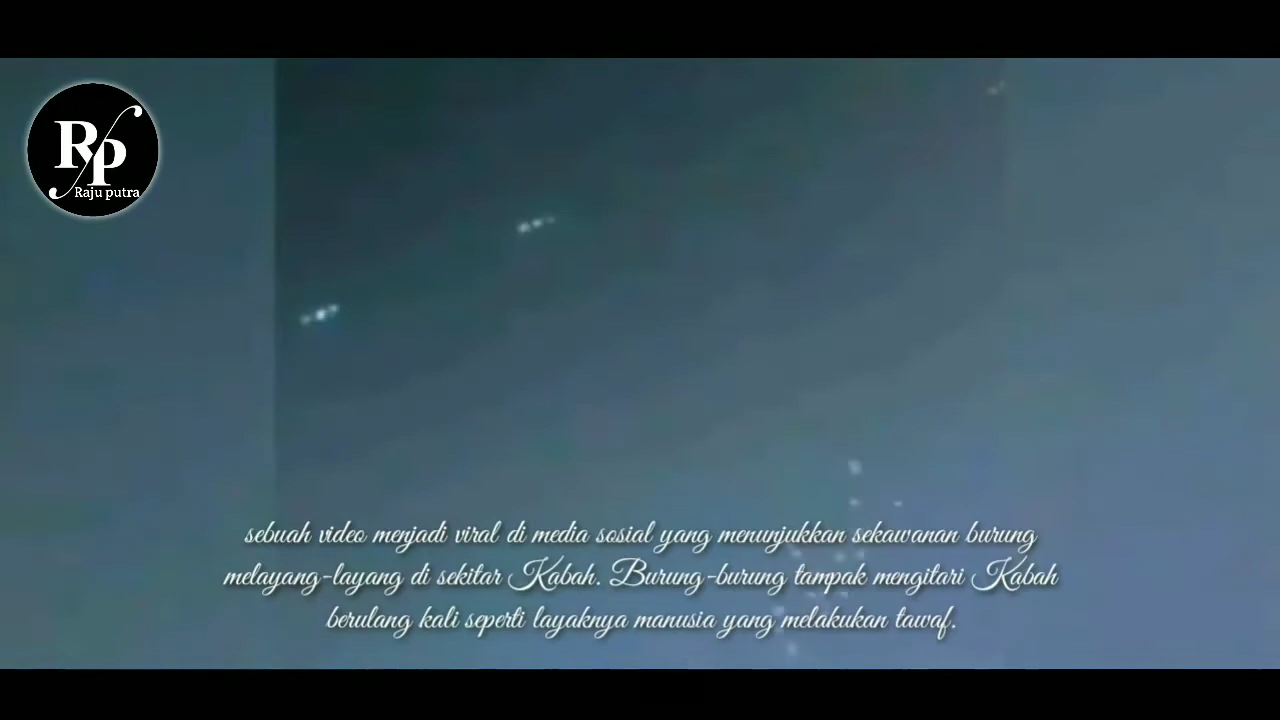 RP
Raju putra
sebuah video menjadi viral di media sosial yang menunjukkan sekawanan burung
melayang-layang di sekitar Kabah. Burung-burung tampak mengitari Kabah
berulang kali seperti layaknya manusia yang melakukan tawaf.